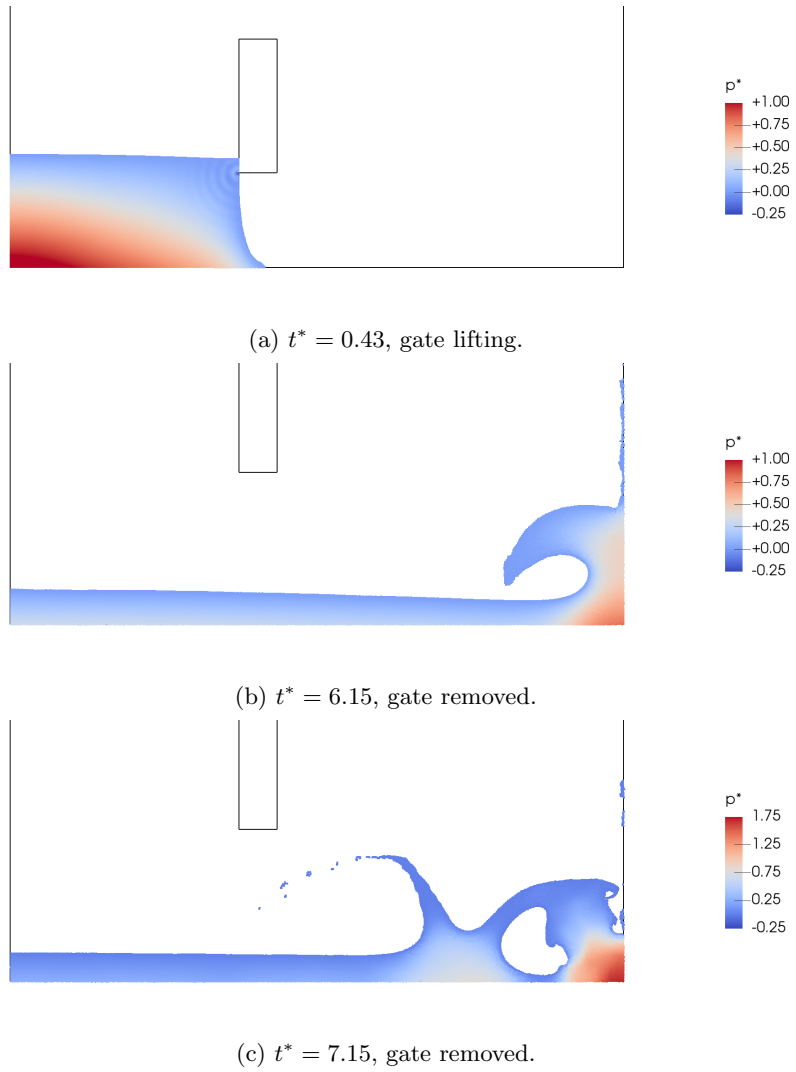 p*
+1.00
+0.75
+0.50
+0.25
+0.00
-0.25
(a) t* = 0.43, gate lifting.
p*
+1.00
+0.75
+0.50
+0.25
+0.00
-0.25
(b) t* = 6.15, gate removed.
p*
1.75
1.25
0.75
0.25
-0.25
(c) t* = 7.15, gate removed.